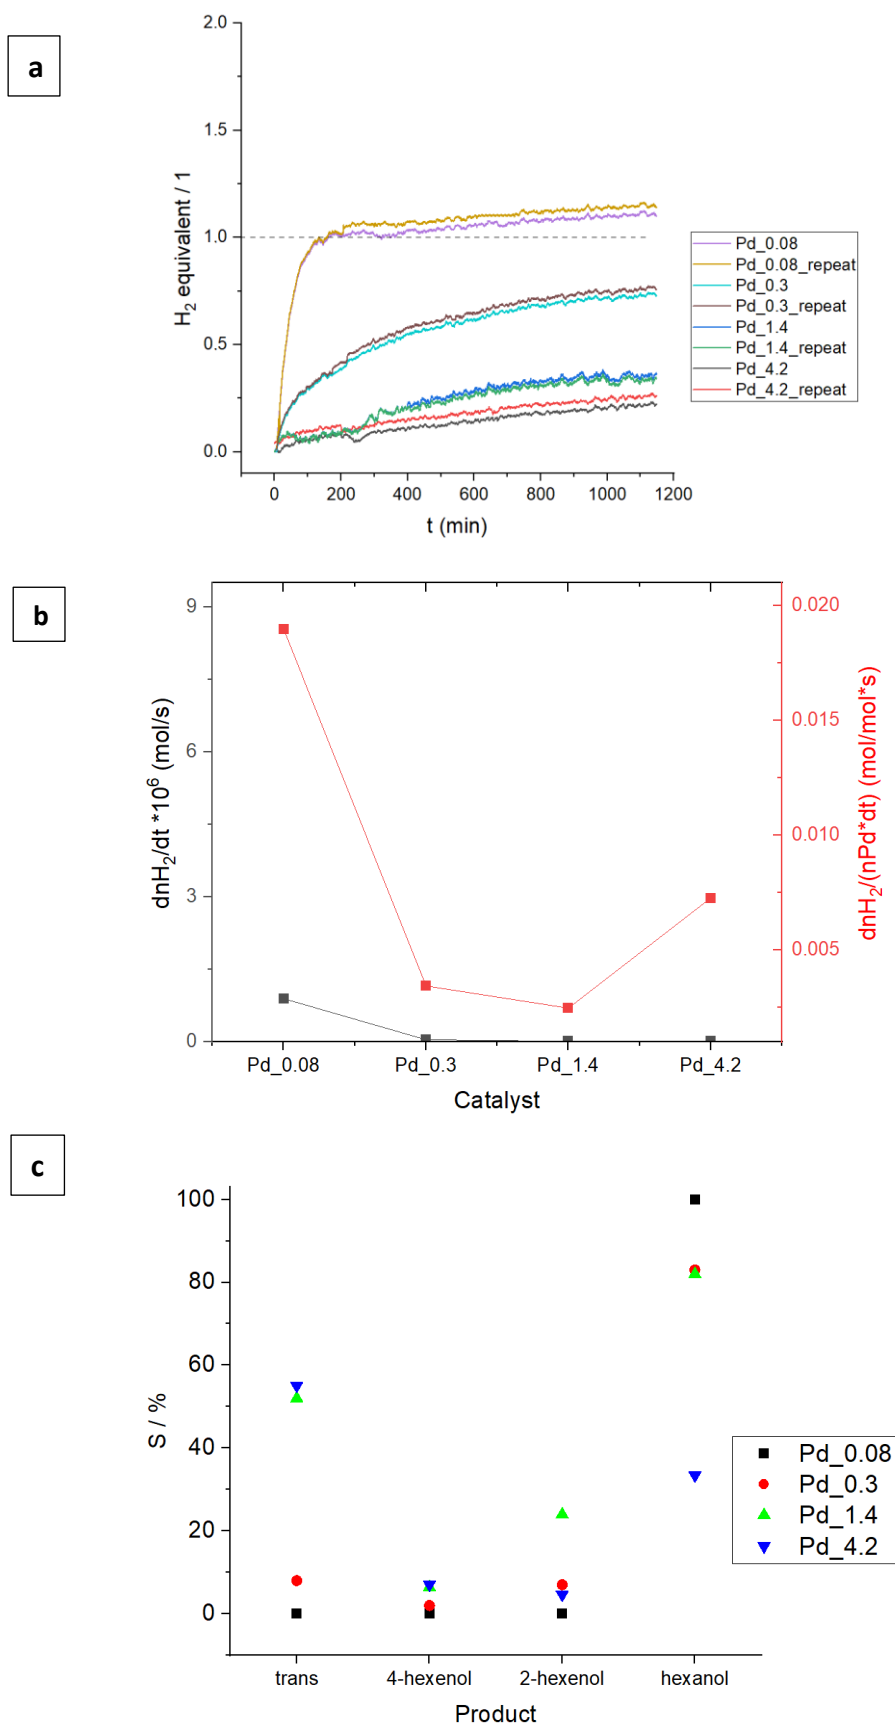 a
2.0
1.5
1.0
0.5
0.0
H₂ equivalent / 1
0 200 400 600 800 1000 1200
t (min)
Pd_0.08
Pd_0.08_repeat
Pd_0.3
Pd_0.3_repeat
Pd_1.4
Pd_1.4_repeat
Pd_4.2
Pd_4.2_repeat
b
9
6
3
0
dnH₂/dt *10⁶ (mol/s)
0.020
0.015
0.010
0.005
dnH₂/(nPd*dt) (mol/mol*s)
Pd_0.08 Pd_0.3 Pd_1.4 Pd_4.2
Catalyst
c
100
80
60
40
20
0
S / %
trans 4-hexenol 2-hexenol hexanol
Product
Pd_0.08
Pd_0.3
Pd_1.4
Pd_4.2